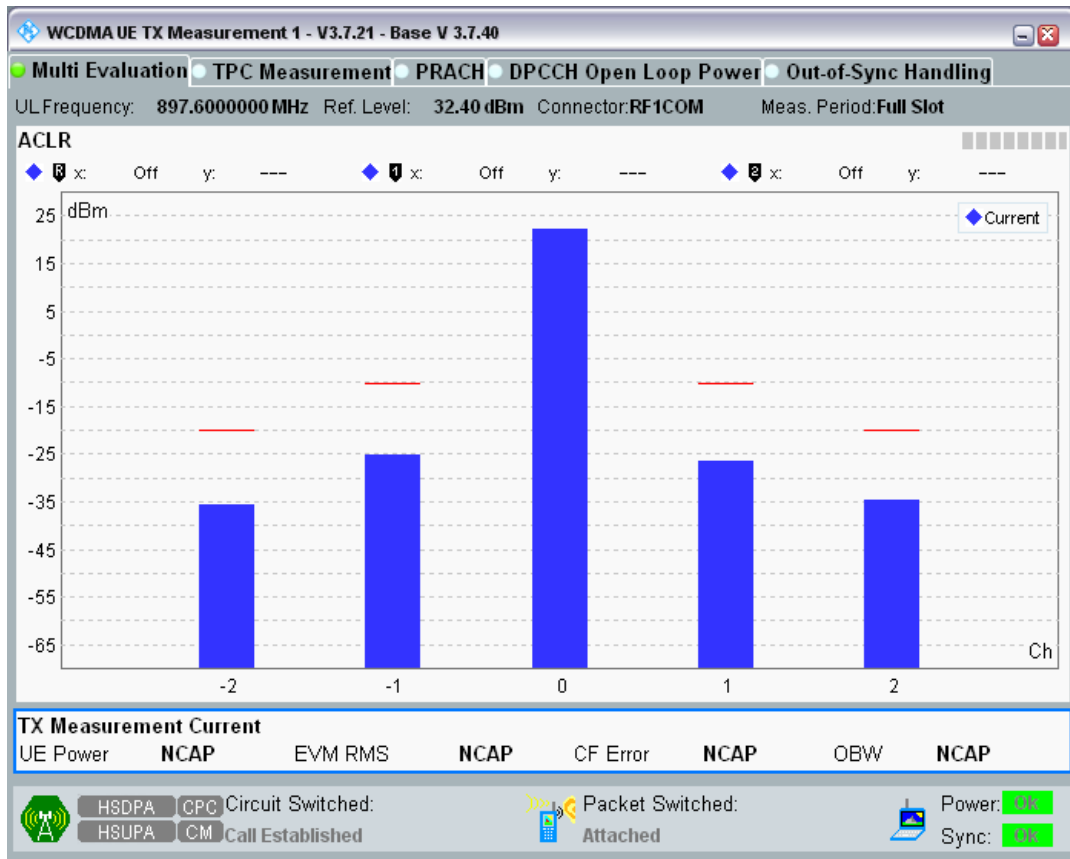 WCDMA UE TX Measurement 1 - V3.7.21 - Base V 3.7.40
Multi Evaluation TPC Measurement PRACH DPCCH Open Loop Power Out-of-Sync Handling
UL Frequency: 897.6000000 MHz Ref. Level: 32.40 dBm Connector:RF1COM Meas. Period:Full Slot
ACLR
R x: Off y: --- 1 x: Off y: --- 2 x: Off y: ---
dBm
Current
25
15
5
-5
-15
-25
-35
-45
-55
-65
Ch
-2 -1 0 1 2
TX Measurement Current
UE Power NCAP EVM RMS NCAP CF Error NCAP OBW NCAP
HSDPA CPC Circuit Switched: Packet Switched: Power: Ok
HSUPA CM Call Established Attached Sync: Ok